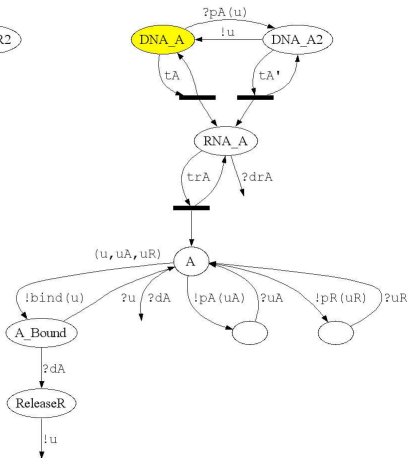 ?pA(u)
R2
DNA_A
!u
DNA_A2
tA
tA'
RNA_A
trA
?drA
(u,uA,uR)
A
!bind(u)
?u
?dA
!pA(uA)
?uA
!pR(uR)
?uR
A_Bound
?dA
ReleaseR
!u